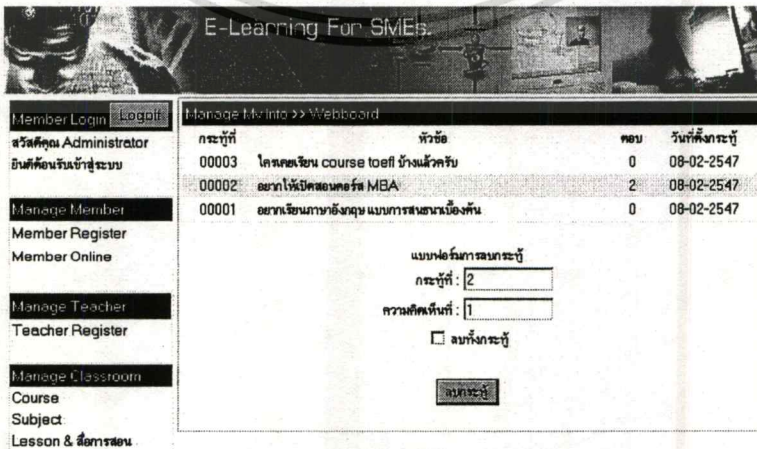 E-Learning For SMEs.
Member Login Logoff
สวัสดีคุณ Administrator
ยินดีต้อนรับเข้าสู่ระบบ
Manage Member
Member Register
Member Online
Manage Teacher
Teacher Register
Manage Classroom
Course
Subject
Lesson & สื่อการสอน
Manage My Info >> Webboard
กระทู้ที่ หัวข้อ ตอบ วันที่ตั้งกระทู้
00003 ใครเคยเรียน course toefl บ้างแล้วครับ 0 08-02-2547
00002 อยากให้เปิดสอนคอร์ส MBA 2 08-02-2547
00001 อยากเรียนภาษาอังกฤษ แบบการสนทนาเบื้องต้น 0 08-02-2547
แบบฟอร์มการลบกระทู้
กระทู้ที่ : 2
ความคิดเห็นที่ : 1
ลบทั้งกระทู้
ลบกระทู้